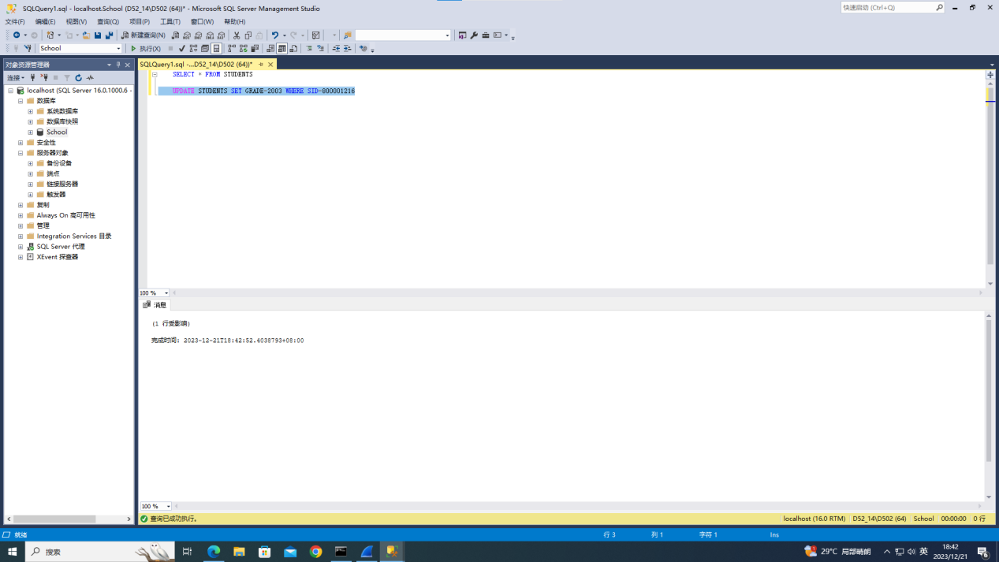 SQLQuery1.sql - localhost.School (D52_14\D502 (64))* - Microsoft SQL Server Management Studio
快速启动 (Ctrl+Q)
文件(F) 编辑(E) 视图(V) 查询(Q) 项目(P) 工具(T) 窗口(W) 帮助(H)
新建查询(N)
School
执行(X)
对象资源管理器
SQLQuery1.sql -...D52_14\D502 (64))*
连接
localhost (SQL Server 16.0.1000.6 -
数据库
系统数据库
数据库快照
School
安全性
服务器对象
备份设备
端点
链接服务器
触发器
复制
Always On 高可用性
管理
Integration Services 目录
SQL Server 代理
XEvent 探查器
SELECT * FROM STUDENTS
UPDATE STUDENTS SET GRADE=2003 WHERE SID=800001216
100 %
消息
(1 行受影响)
完成时间: 2023-12-21T18:42:52.4038793+08:00
100 %
查询已成功执行。
localhost (16.0 RTM) D52_14\D502 (64) School 00:00:00 0 行
就绪
行 3 列 1 字符 1 Ins
搜索
29°C 局部晴朗
英
18:42
2023/12/21
6